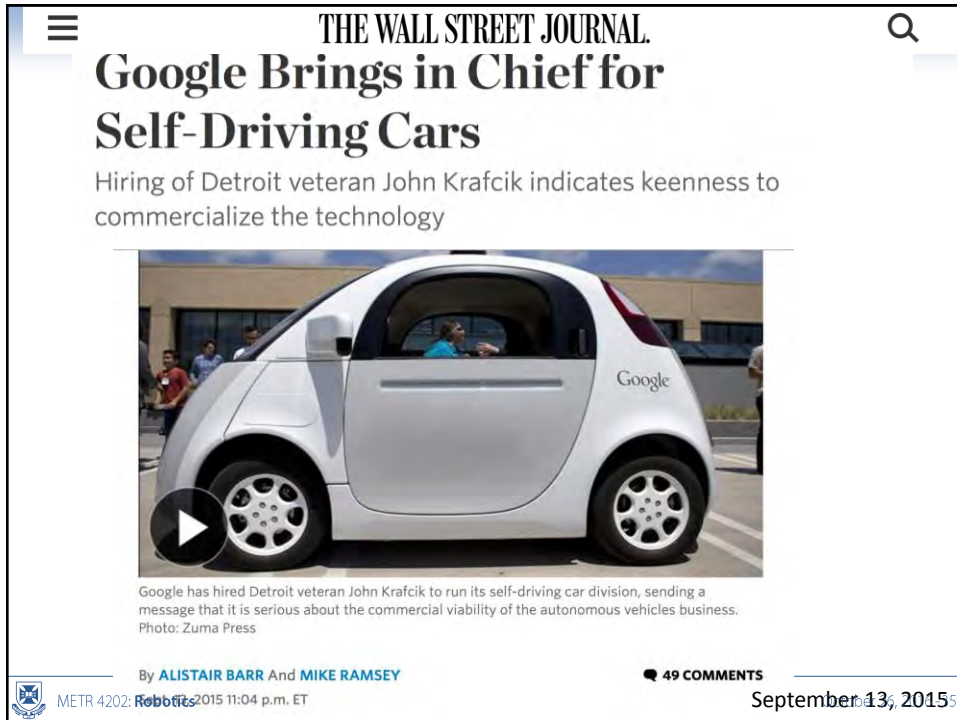 THE WALL STREET JOURNAL.
Google Brings in Chief for
Self-Driving Cars
Hiring of Detroit veteran John Krafcik indicates keenness to
commercialize the technology
Google
Google has hired Detroit veteran John Krafcik to run its self-driving car division, sending a
message that it is serious about the commercial viability of the autonomous vehicles business.
Photo: Zuma Press
By ALISTAIR BARR And MIKE RAMSEY
49 COMMENTS
METR 4202: Robotics
2015 11:04 p.m. ET
September 13, 2015